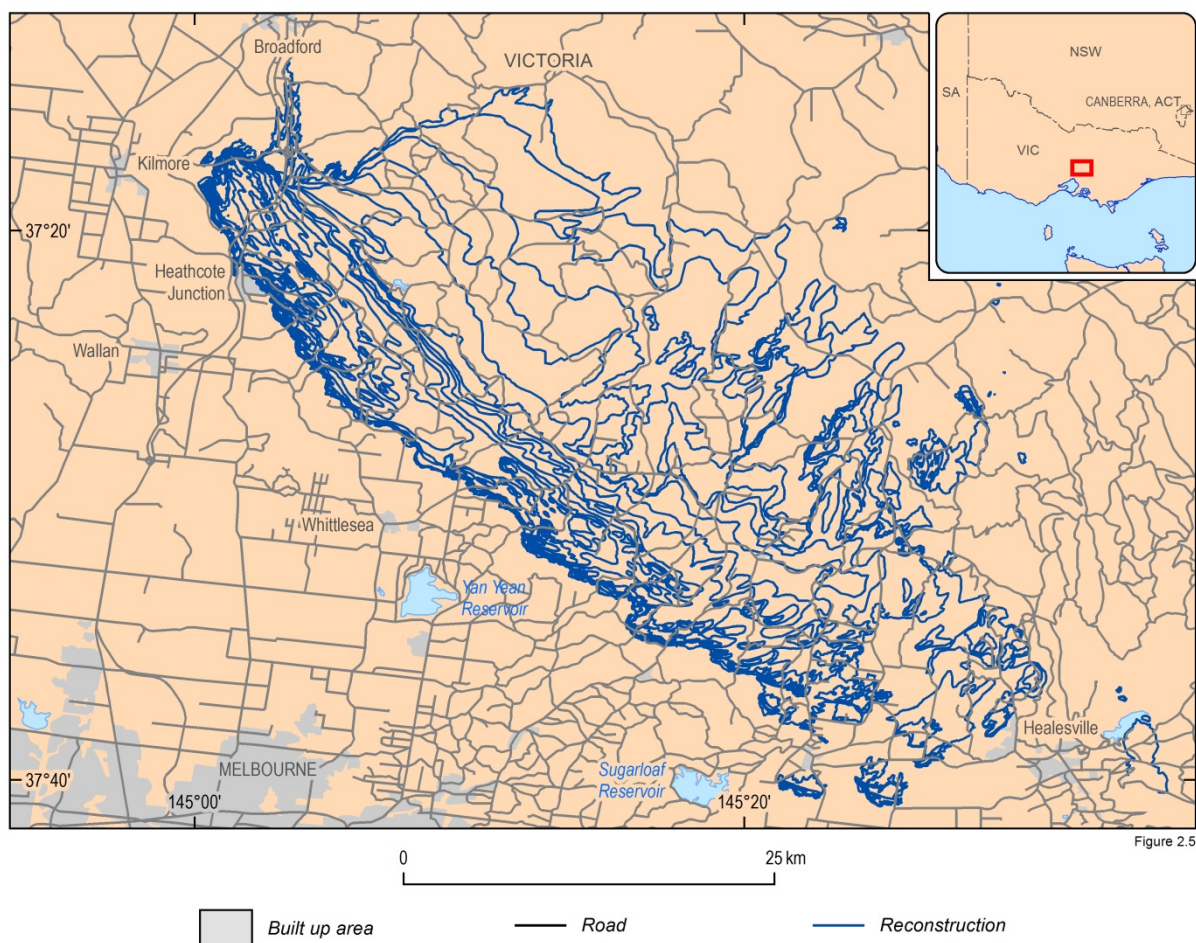 Broadford
VICTORIA
Kilmore
37°20'
Heathcote
Junction
Wallan
Whittlesea
Yan Yean
Reservoir
Healesville
MELBOURNE
Sugarloaf
Reservoir
37°40'
145°00'
145°20'
NSW
SA
CANBERRA, ACT
VIC
Figure 2.5
0
25 km
Built up area
Road
Reconstruction